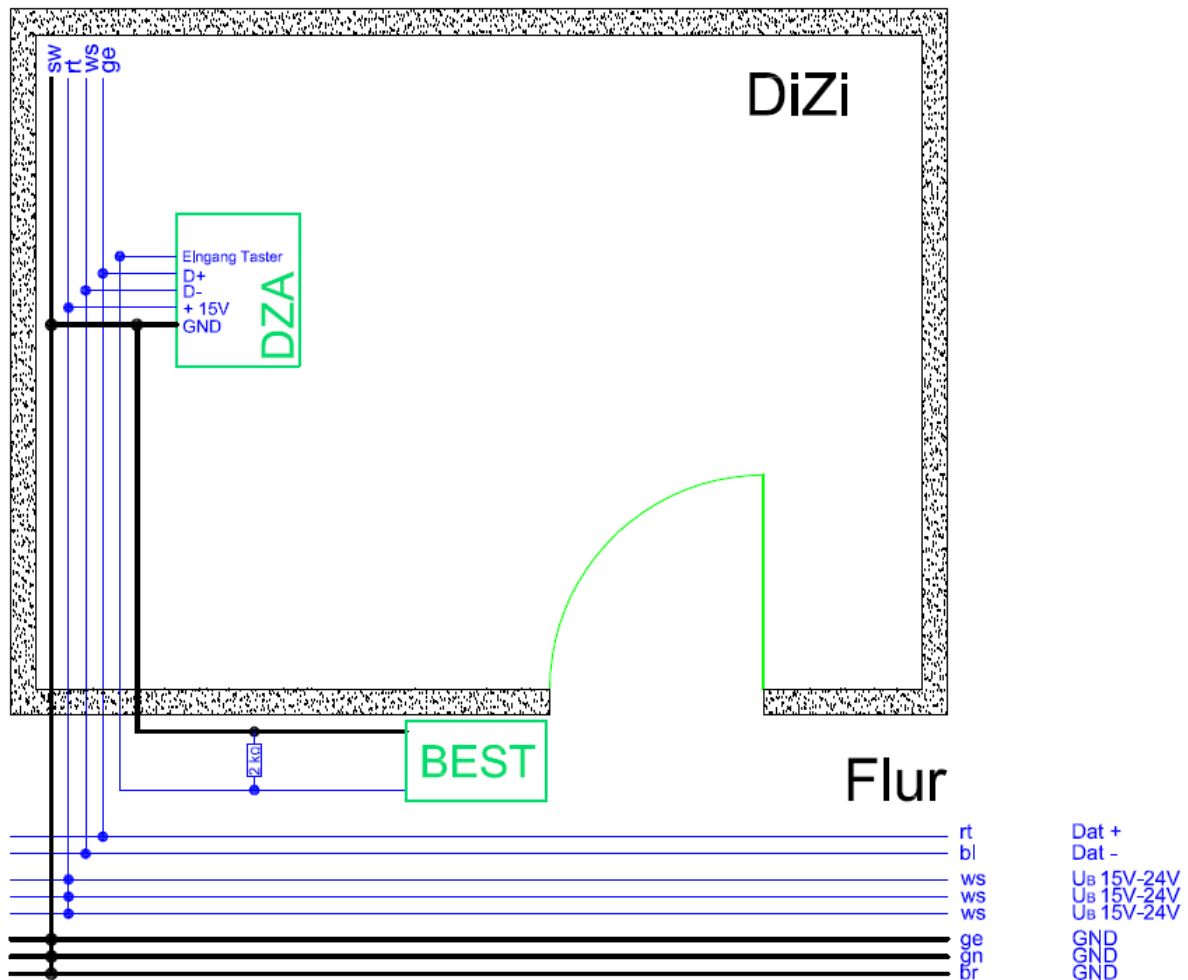 sw
rt
ws
ge
DiZi
EIngang Taster
D+
D-
+ 15V
GND
DZA
2 kΩ
BEST
Flur
rt Dat +
bl Dat -
ws UB 15V-24V
ws UB 15V-24V
ws UB 15V-24V
ge GND
gn GND
br GND